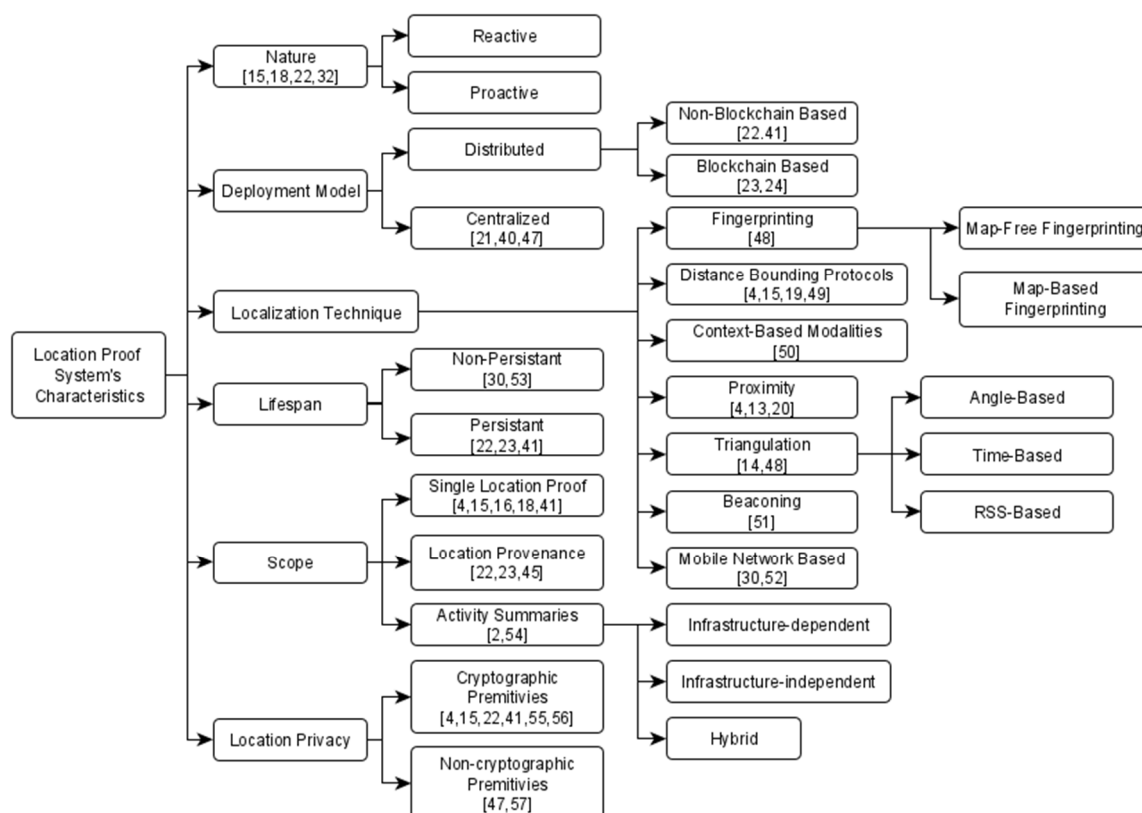 Location Proof
System's
Characteristics
Nature
[15,18,22,32]
Reactive
Proactive
Deployment Model
Distributed
Non-Blockchain Based
[22.41]
Blockchain Based
[23,24]
Centralized
[21,40,47]
Localization Technique
Fingerprinting
[48]
Map-Free Fingerprinting
Map-Based
Fingerprinting
Distance Bounding Protocols
[4,15,19,49]
Context-Based Modalities
[50]
Proximity
[4,13,20]
Triangulation
[14,48]
Angle-Based
Time-Based
RSS-Based
Beaconing
[51]
Mobile Network Based
[30,52]
Lifespan
Non-Persistant
[30,53]
Persistant
[22,23,41]
Scope
Single Location Proof
[4,15,16,18,41]
Location Provenance
[22,23,45]
Activity Summaries
[2,54]
Infrastructure-dependent
Infrastructure-independent
Hybrid
Location Privacy
Cryptographic
Premitivies
[4,15,22,41,55,56]
Non-cryptographic
Premitivies
[47,57]